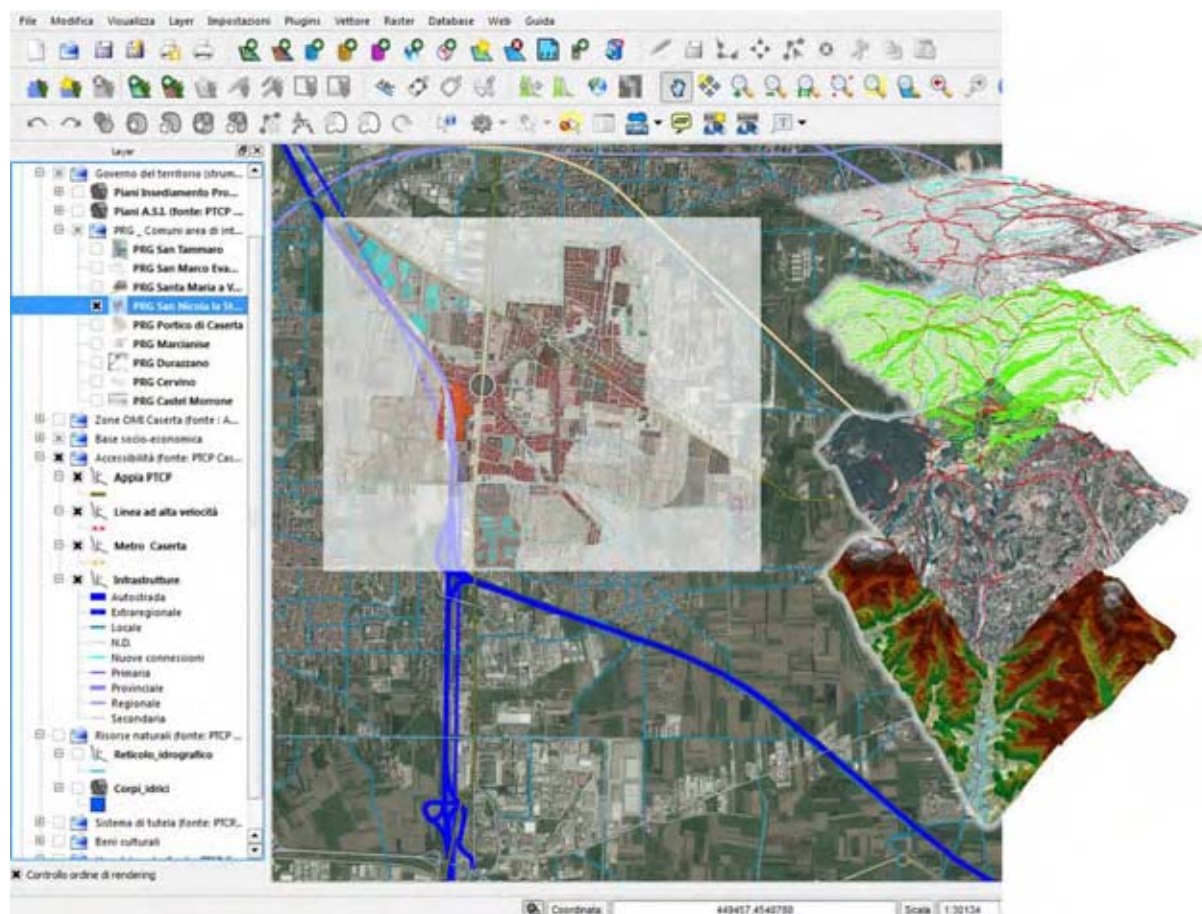 File Modifica Visualizza Layer Impostazioni Plugins Vettore Raster Database Web Guida
Layer
Governo del territorio (strum...
Piani Insediamento Pro...
Piani A.S.I. (fonte: PTCP ...
PRG _ Comuni area di int...
PRG San Tammaro
PRG San Marco Eva...
PRG Santa Maria a V...
PRG San Nicola la St...
PRG Portico di Caserta
PRG Marcianise
PRG Durazzano
PRG Cervino
PRG Castel Morrone
Zone OMI Caserta (fonte : A...
Base socio-economica
Accessibilità (fonte: PTCP Cas...
Appia PTCP
Linea ad alta velocità
Metro Caserta
Infrastrutture
Autostrada
Extraregionale
Locale
N.D.
Nuove connessioni
Primaria
Provinciale
Regionale
Secondaria
Risorse naturali (fonte: PTCP ...
Reticolo_idrografico
Corpi_idrici
Sistema di tutela (fonte: PTCP...
Beni culturali
Controllo ordine di rendering
Coordinata: 449457,4540788 Scala 1:30134